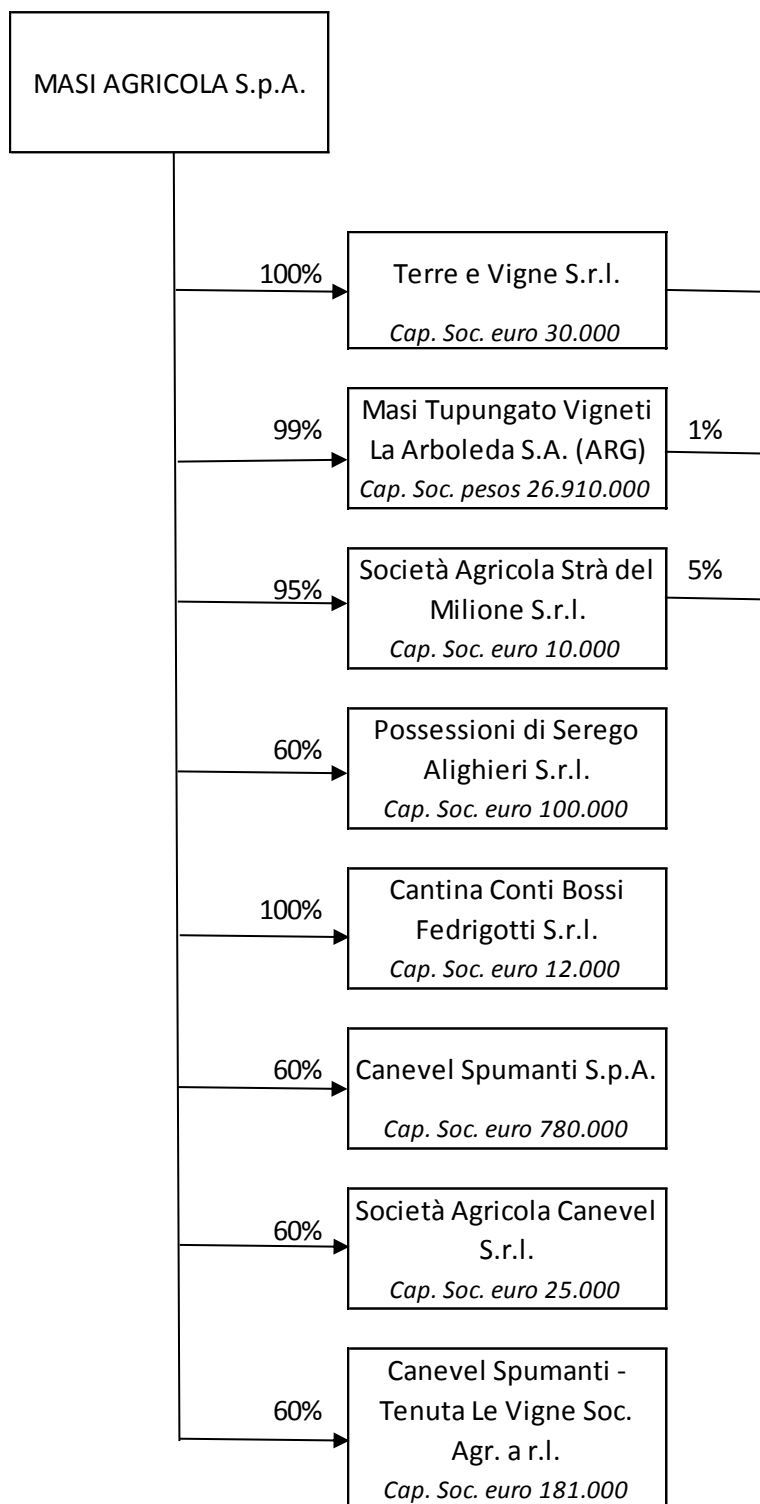 MASI AGRICOLA S.p.A.
100%
Terre e Vigne S.r.l.
Cap. Soc. euro 30.000
99%
Masi Tupungato Vigneti
La Arboleda S.A. (ARG)
Cap. Soc. pesos 26.910.000
1%
95%
Società Agricola Strà del
Milione S.r.l.
Cap. Soc. euro 10.000
5%
60%
Possessioni di Serego
Alighieri S.r.l.
Cap. Soc. euro 100.000
100%
Cantina Conti Bossi
Fedrigotti S.r.l.
Cap. Soc. euro 12.000
60%
Canevel Spumanti S.p.A.
Cap. Soc. euro 780.000
60%
Società Agricola Canevel
S.r.l.
Cap. Soc. euro 25.000
60%
Canevel Spumanti -
Tenuta Le Vigne Soc.
Agr. a r.l.
Cap. Soc. euro 181.000